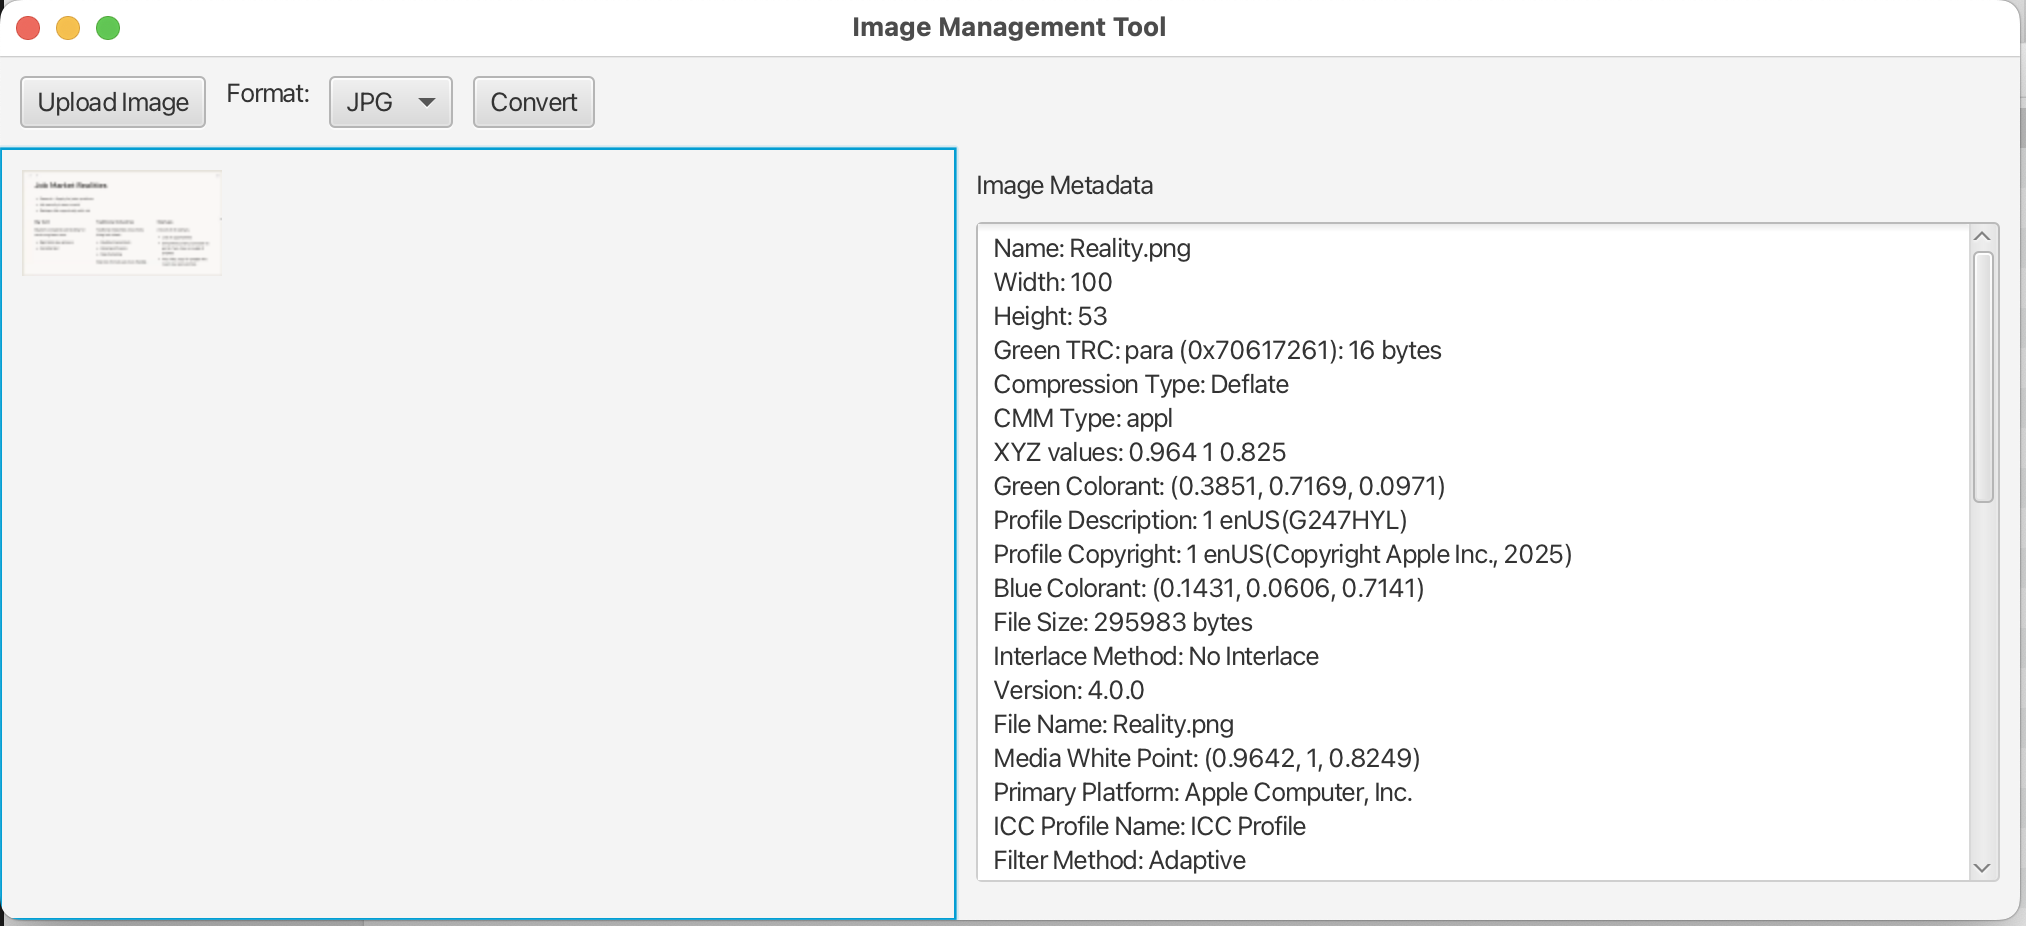 Image Management Tool
Upload Image Format: JPG Convert
Job Market Realities
Image Metadata
Name: Reality.png
Width: 100
Height: 53
Green TRC: para (0x70617261): 16 bytes
Compression Type: Deflate
CMM Type: appl
XYZ values: 0.964 1 0.825
Green Colorant: (0.3851, 0.7169, 0.0971)
Profile Description: 1 enUS(G247HYL)
Profile Copyright: 1 enUS(Copyright Apple Inc., 2025)
Blue Colorant: (0.1431, 0.0606, 0.7141)
File Size: 295983 bytes
Interlace Method: No Interlace
Version: 4.0.0
File Name: Reality.png
Media White Point: (0.9642, 1, 0.8249)
Primary Platform: Apple Computer, Inc.
ICC Profile Name: ICC Profile
Filter Method: Adaptive